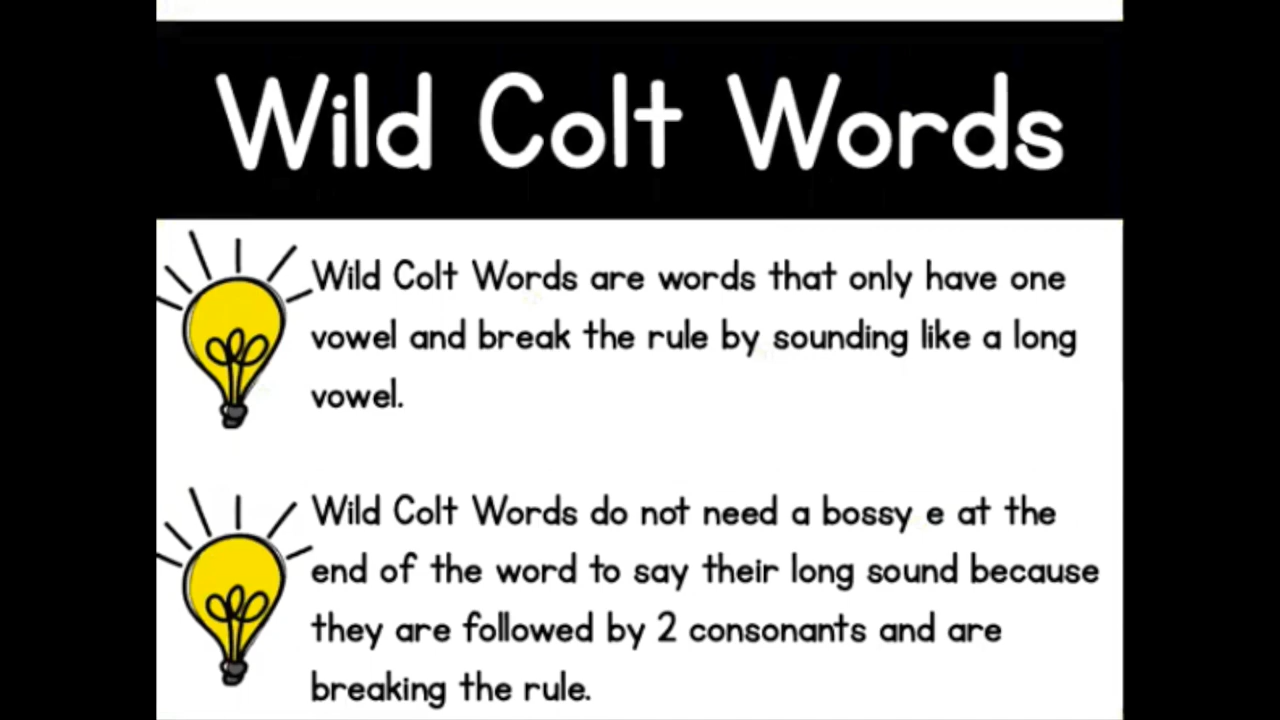 Wild Colt Words
Wild Colt Words are words that only have one
vowel and break the rule by sounding like a long
vowel.
Wild Colt Words do not need a bossy e at the
end of the word to say their long sound because
they are followed by 2 consonants and are
breaking the rule.